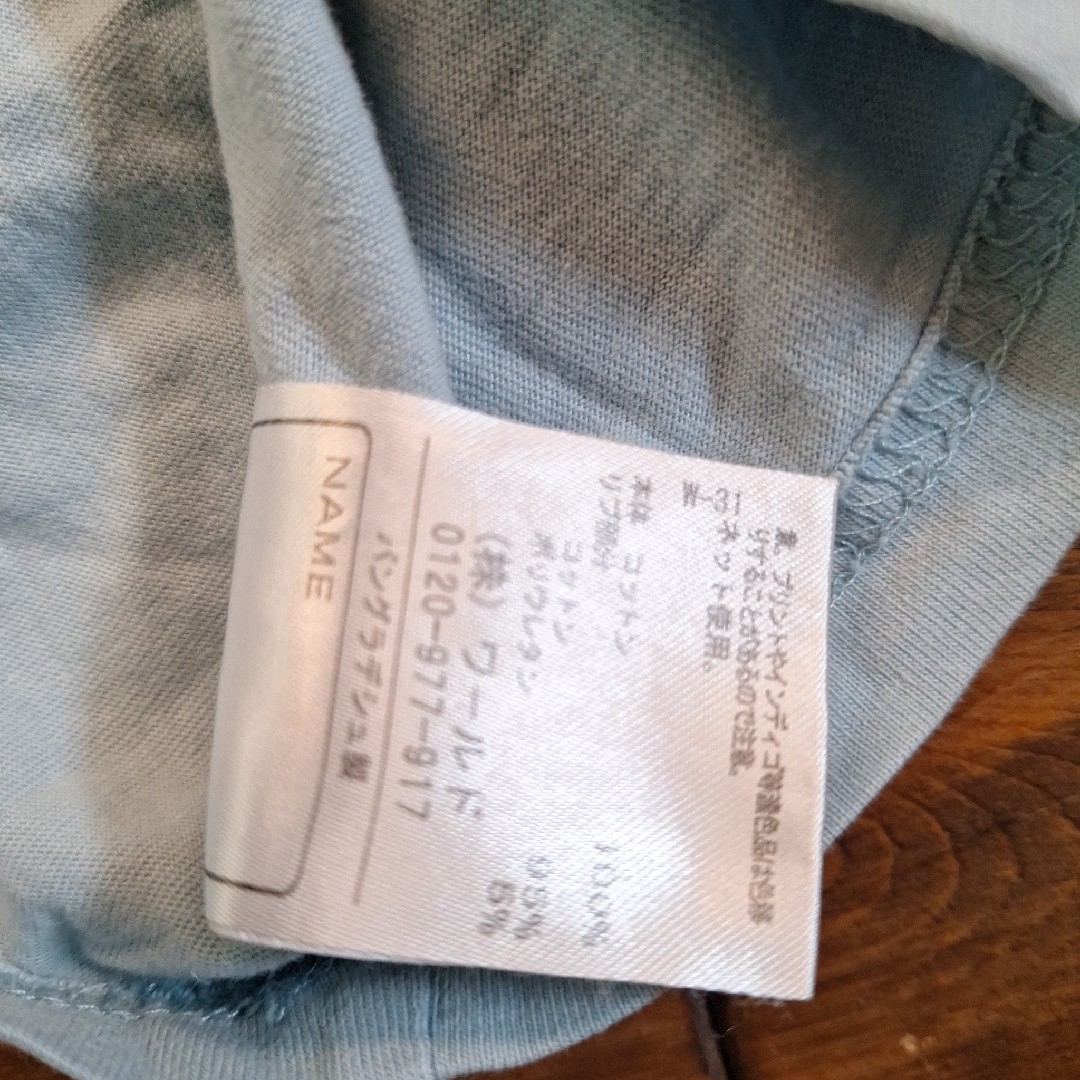 裏。プリントやインディゴ等濃色品は色移
りすることがあるので注意。
ネット使用。
本体 コットン 100%
リブ部分
コットン 95%
ポリウレタン 5%
(株) ワールド
0120-977-917
バングラデシュ製
NAME